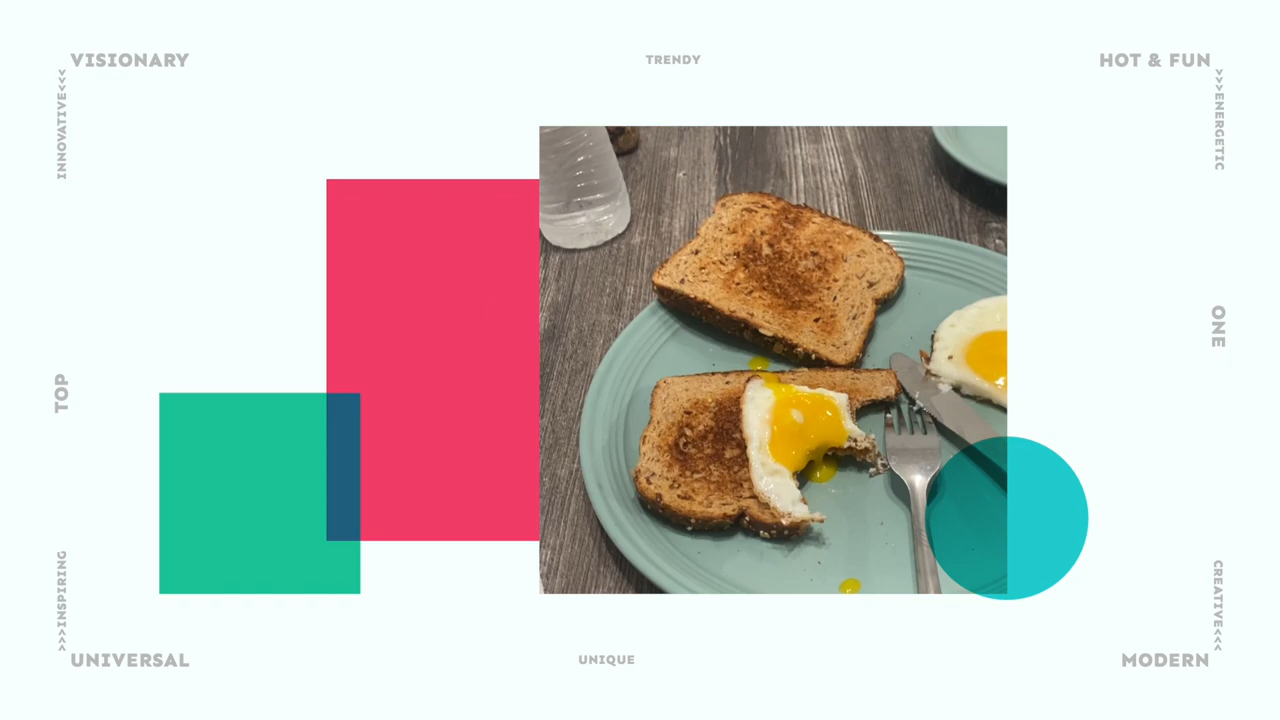 VISIONARY
TRENDY
HOT & FUN
INNOVATIVE<<<
>>>ENERGETIC
TOP
ONE
>>>INSPIRING
CREATIVE<<<
UNIVERSAL
UNIQUE
MODERN